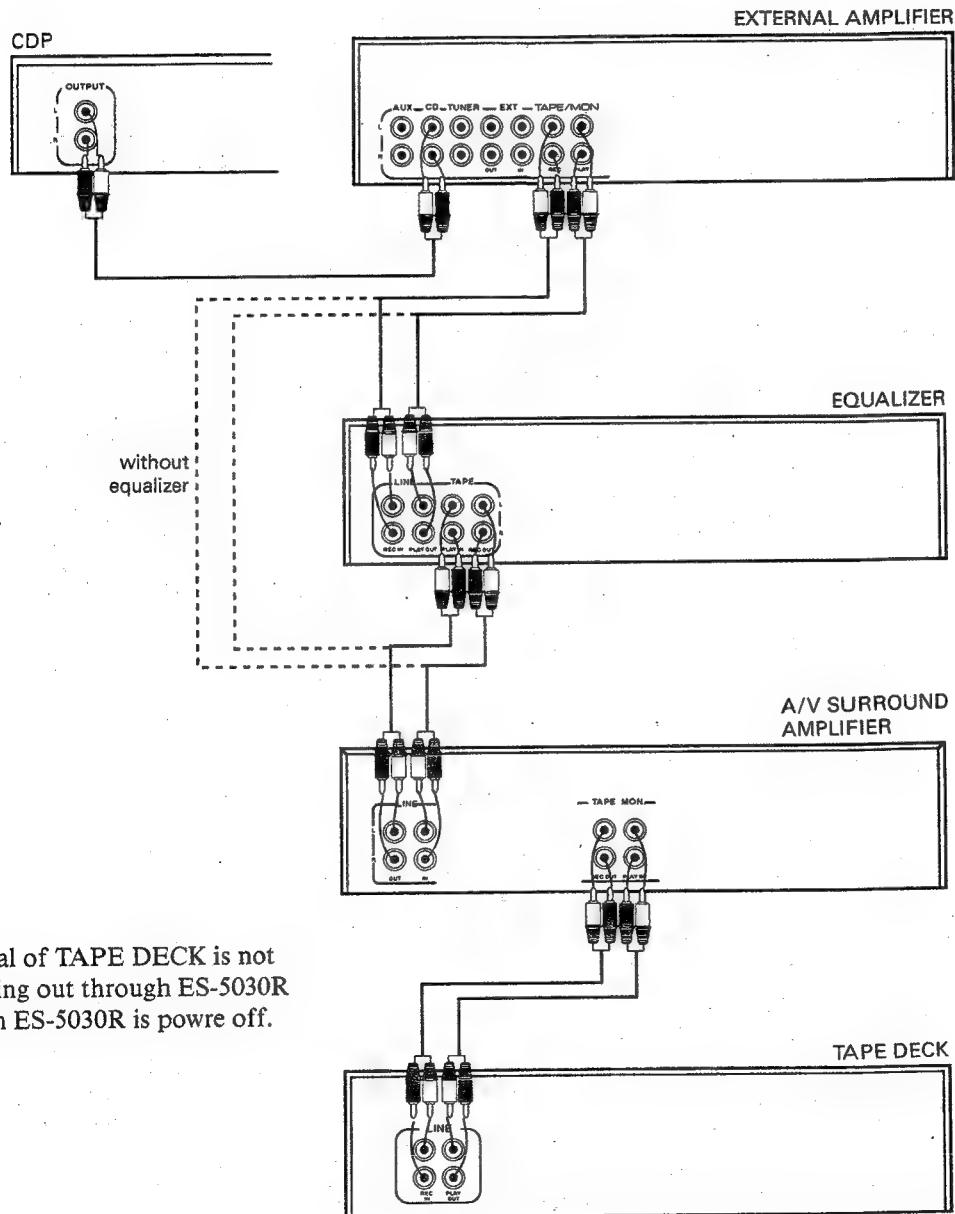 EXTERNAL AMPLIFIER
CDP
OUTPUT
L
R
AUX CD TUNER EXT TAPE/MON
L
R
OUT IN REC PLAY
EQUALIZER
without
equalizer
LINE TAPE
L
R
REC IN PLAY OUT PLAY IN REC OUT
A/V SURROUND
AMPLIFIER
LINE
TAPE MON.
OUT IN
REC OUT PLAY IN
al of TAPE DECK is not
ing out through ES-5030R
n ES-5030R is powre off.
TAPE DECK
LINE
REC PLAY
IN OUT